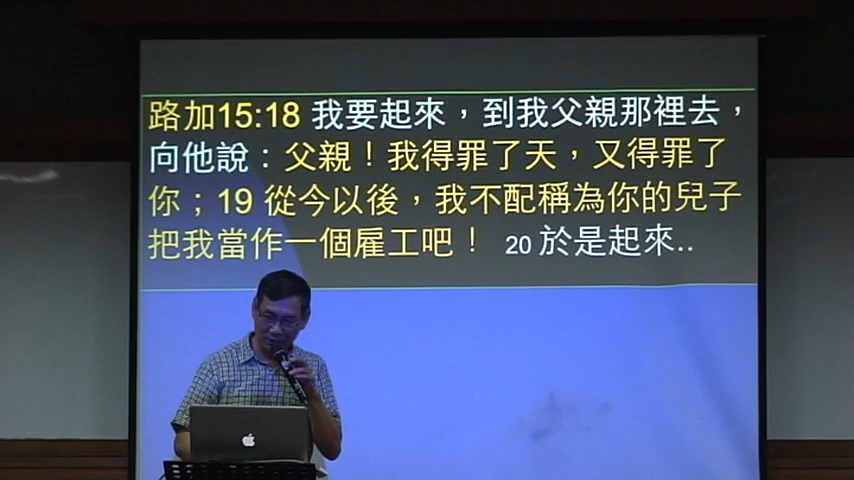 路加15:18 我要起來，到我父親那裡去，
向他說：父親！我得罪了天，又得罪了
你；19 從今以後，我不配稱為你的兒子
把我當作一個雇工吧！ 20 於是起來..